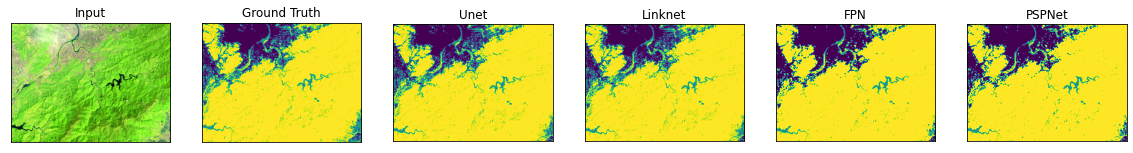 Input
Ground Truth
Unet
Linknet
FPN
PSPNet